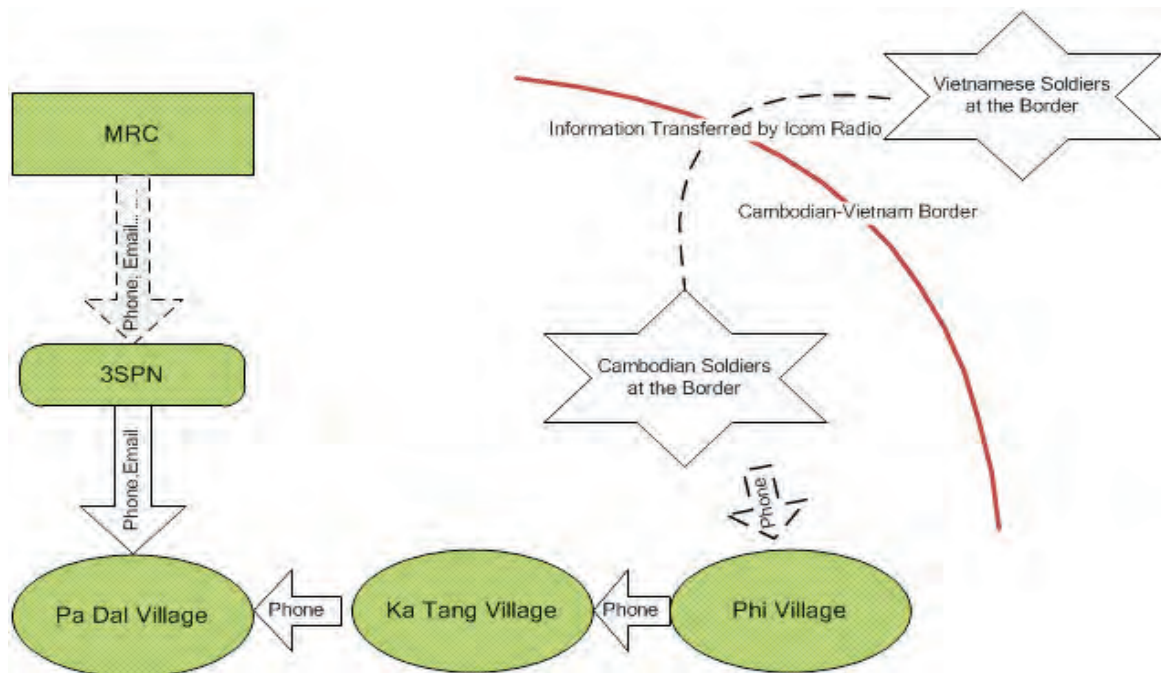 Vietnamese Soldiers
at the Border
MRC
Information Transferred by Icom Radio
Cambodian-Vietnam Border
Phone, Email... ...
3SPN
Cambodian Soldiers
at the Border
Phone,Email
Phone
Pa Dal Village
Phone
Ka Tang Village
Phone
Phi Village